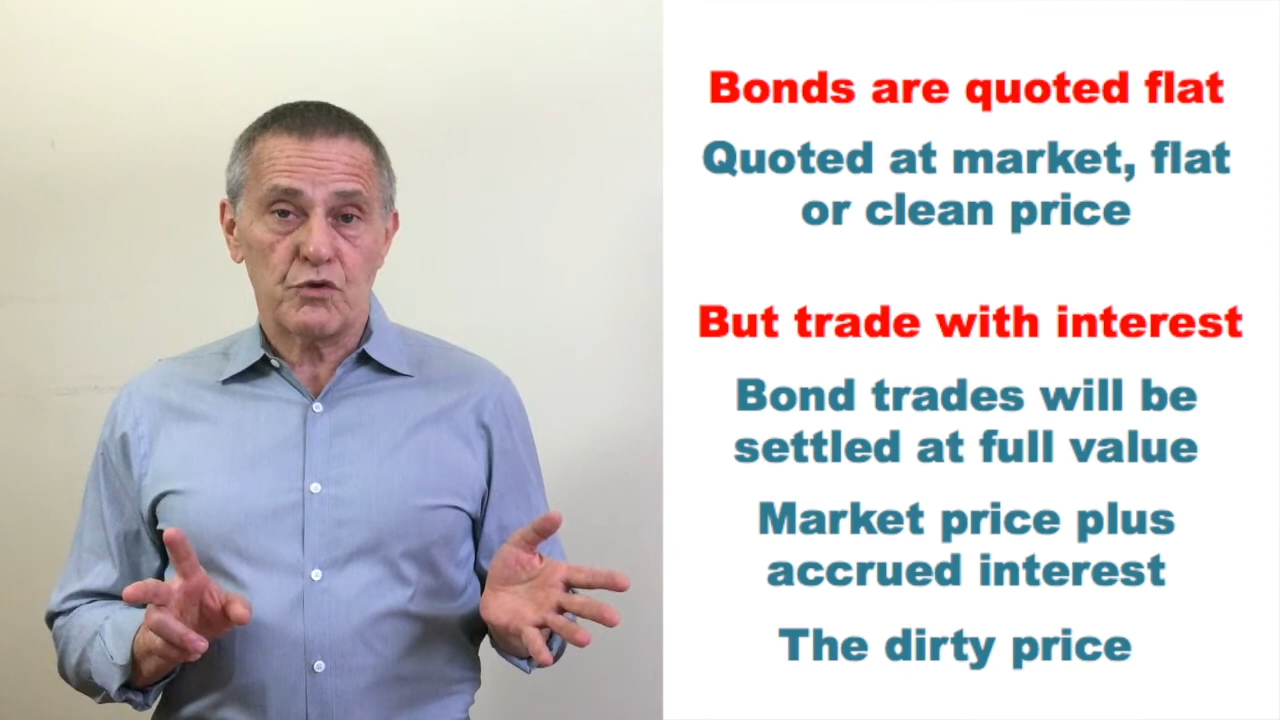 Bonds are quoted flat
Quoted at market, flat
or clean price
But trade with interest
Bond trades will be
settled at full value
Market price plus
accrued interest
The dirty price